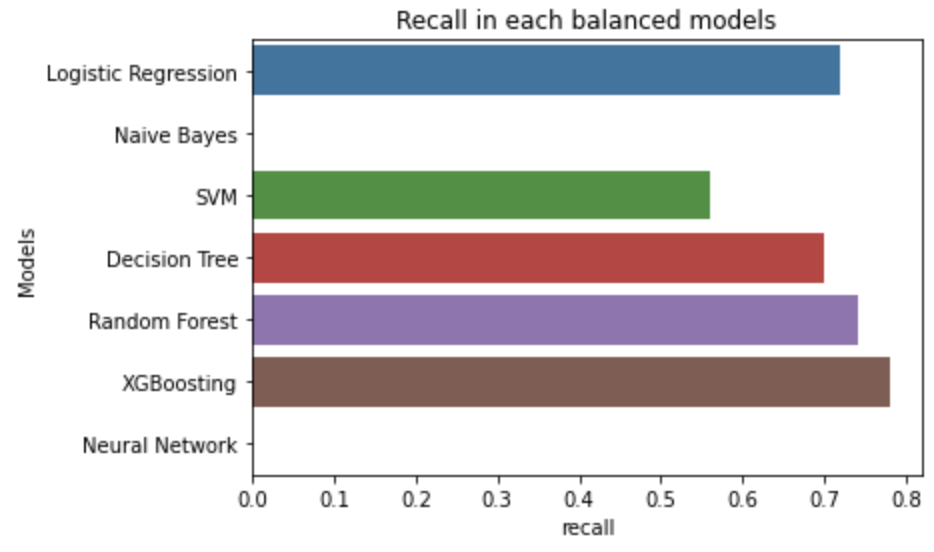 Recall in each balanced models
Logistic Regression
Naive Bayes
SVM
Decision Tree
Random Forest
XGBoosting
Neural Network
Models
0.0 0.1 0.2 0.3 0.4 0.5 0.6 0.7 0.8
recall